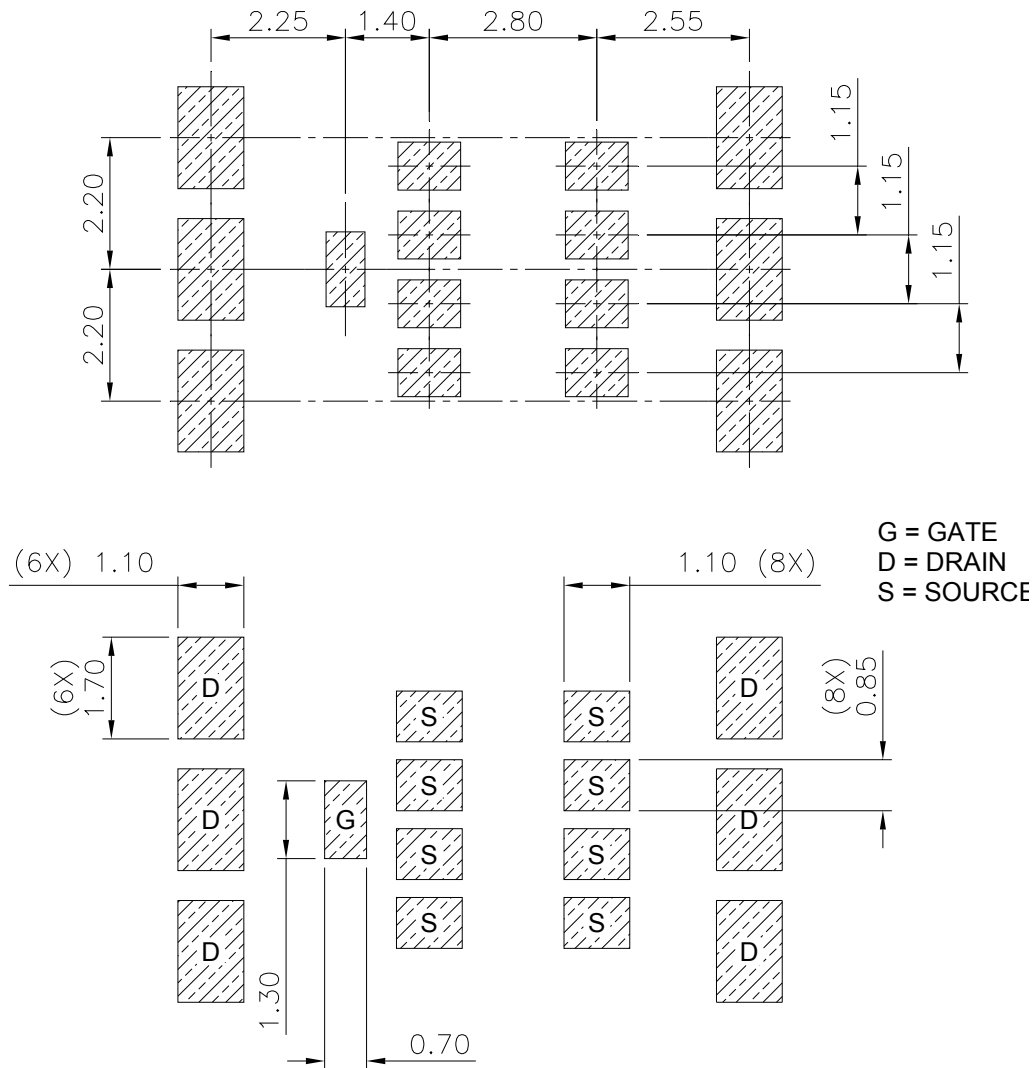 2.25 1.40 2.80 2.55
1.15
1.15
1.15
2.20
2.20
G = GATE
D = DRAIN
S = SOURCE
(6X) 1.10
1.10 (8X)
(6X)
1.70
(8X)
0.85
D S S D
D G S S D
S S
D S S D
1.30
0.70